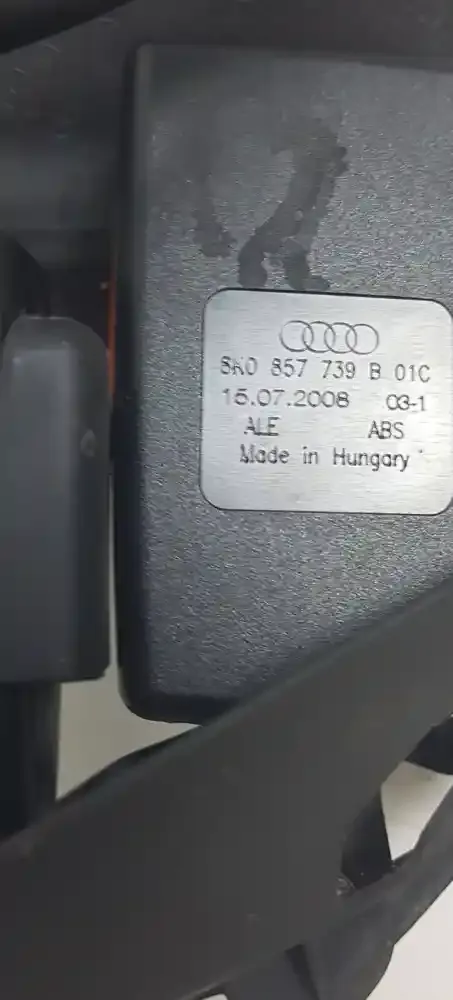 8K0 857 739 B 01C
15.07.2008 03-1
ALE ABS
Made in Hungary